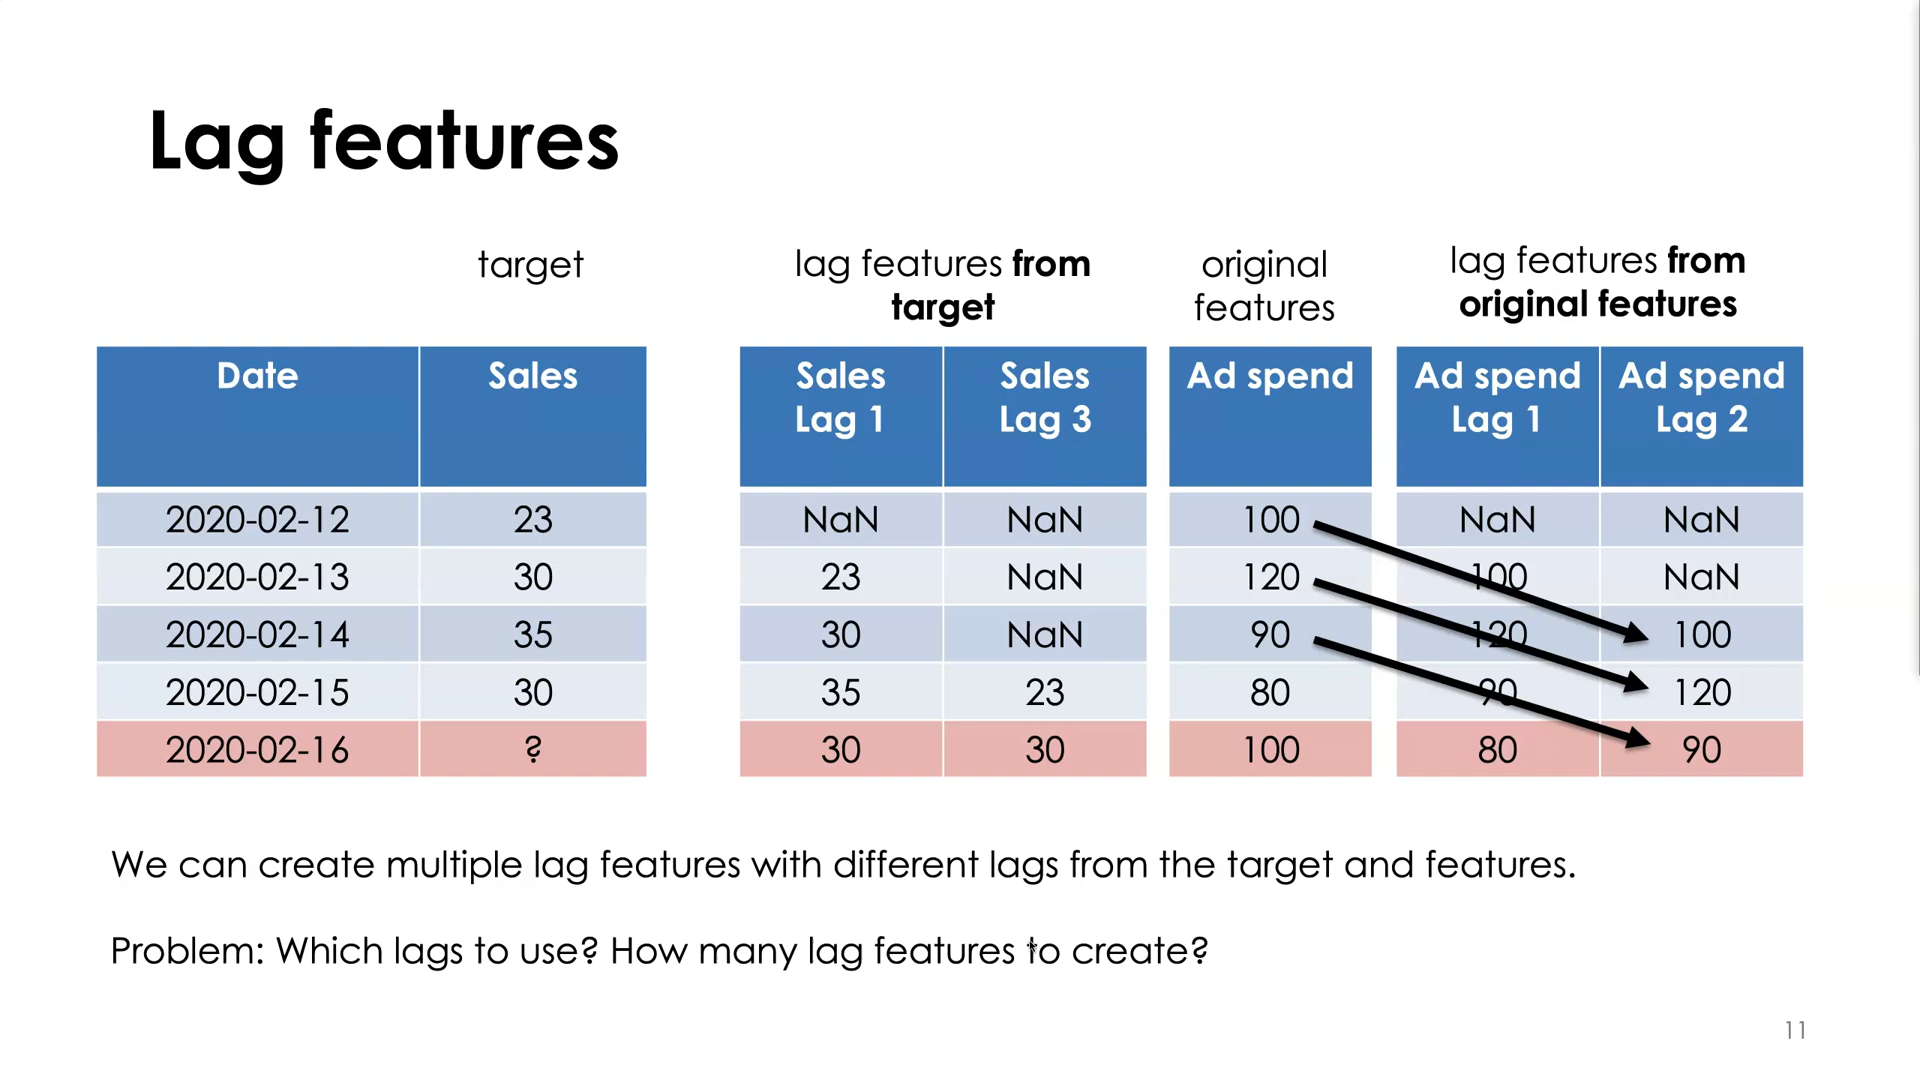 Lag features
target
lag features from
target
original
features
lag features from
original features
Date Sales Sales Lag 1 Sales Lag 3 Ad spend Ad spend Lag 1 Ad spend Lag 2
2020-02-12 23 NaN NaN 100 NaN NaN
2020-02-13 30 23 NaN 120 100 NaN
2020-02-14 35 30 NaN 90 120 100
2020-02-15 30 35 23 80 90 120
2020-02-16 ? 30 30 100 80 90
We can create multiple lag features with different lags from the target and features.
Problem: Which lags to use? How many lag features to create?
11